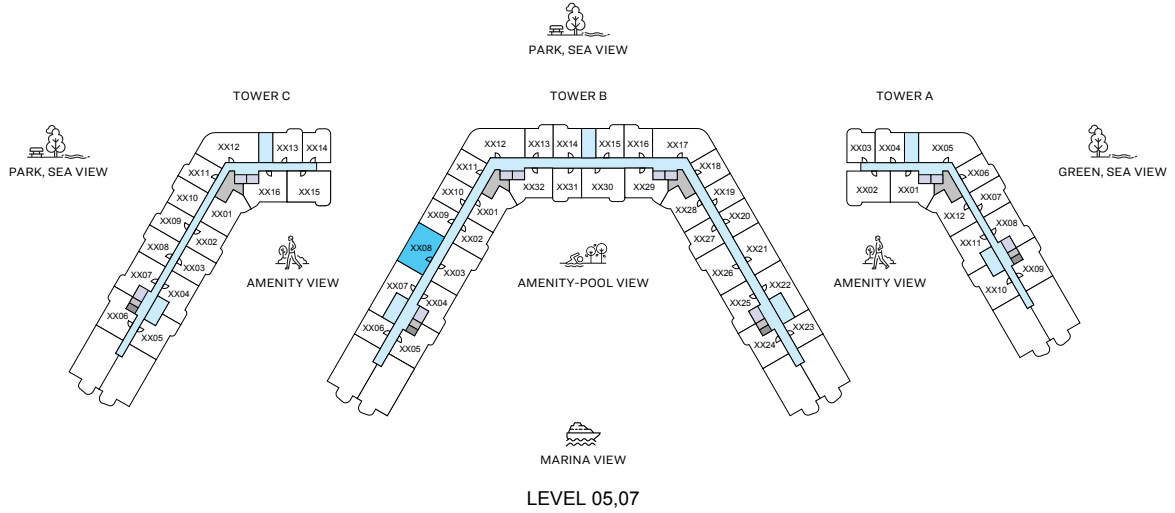 PARK, SEA VIEW
TOWER C
TOWER B
TOWER A
PARK, SEA VIEW
GREEN, SEA VIEW
XX12
XX13
XX14
XX11
XX16
XX15
XX10
XX01
XX09
XX02
XX08
XX03
XX07
XX04
XX06
XX05
XX12
XX13
XX14
XX15
XX16
XX17
XX11
XX32
XX31
XX30
XX29
XX18
XX10
XX01
XX28
XX19
XX09
XX02
XX27
XX20
XX08
XX03
XX26
XX21
XX07
XX04
XX25
XX22
XX06
XX05
XX24
XX23
XX03
XX04
XX05
XX02
XX01
XX06
XX12
XX07
XX11
XX08
XX10
XX09
AMENITY VIEW
AMENITY-POOL VIEW
AMENITY VIEW
MARINA VIEW
LEVEL 05,07